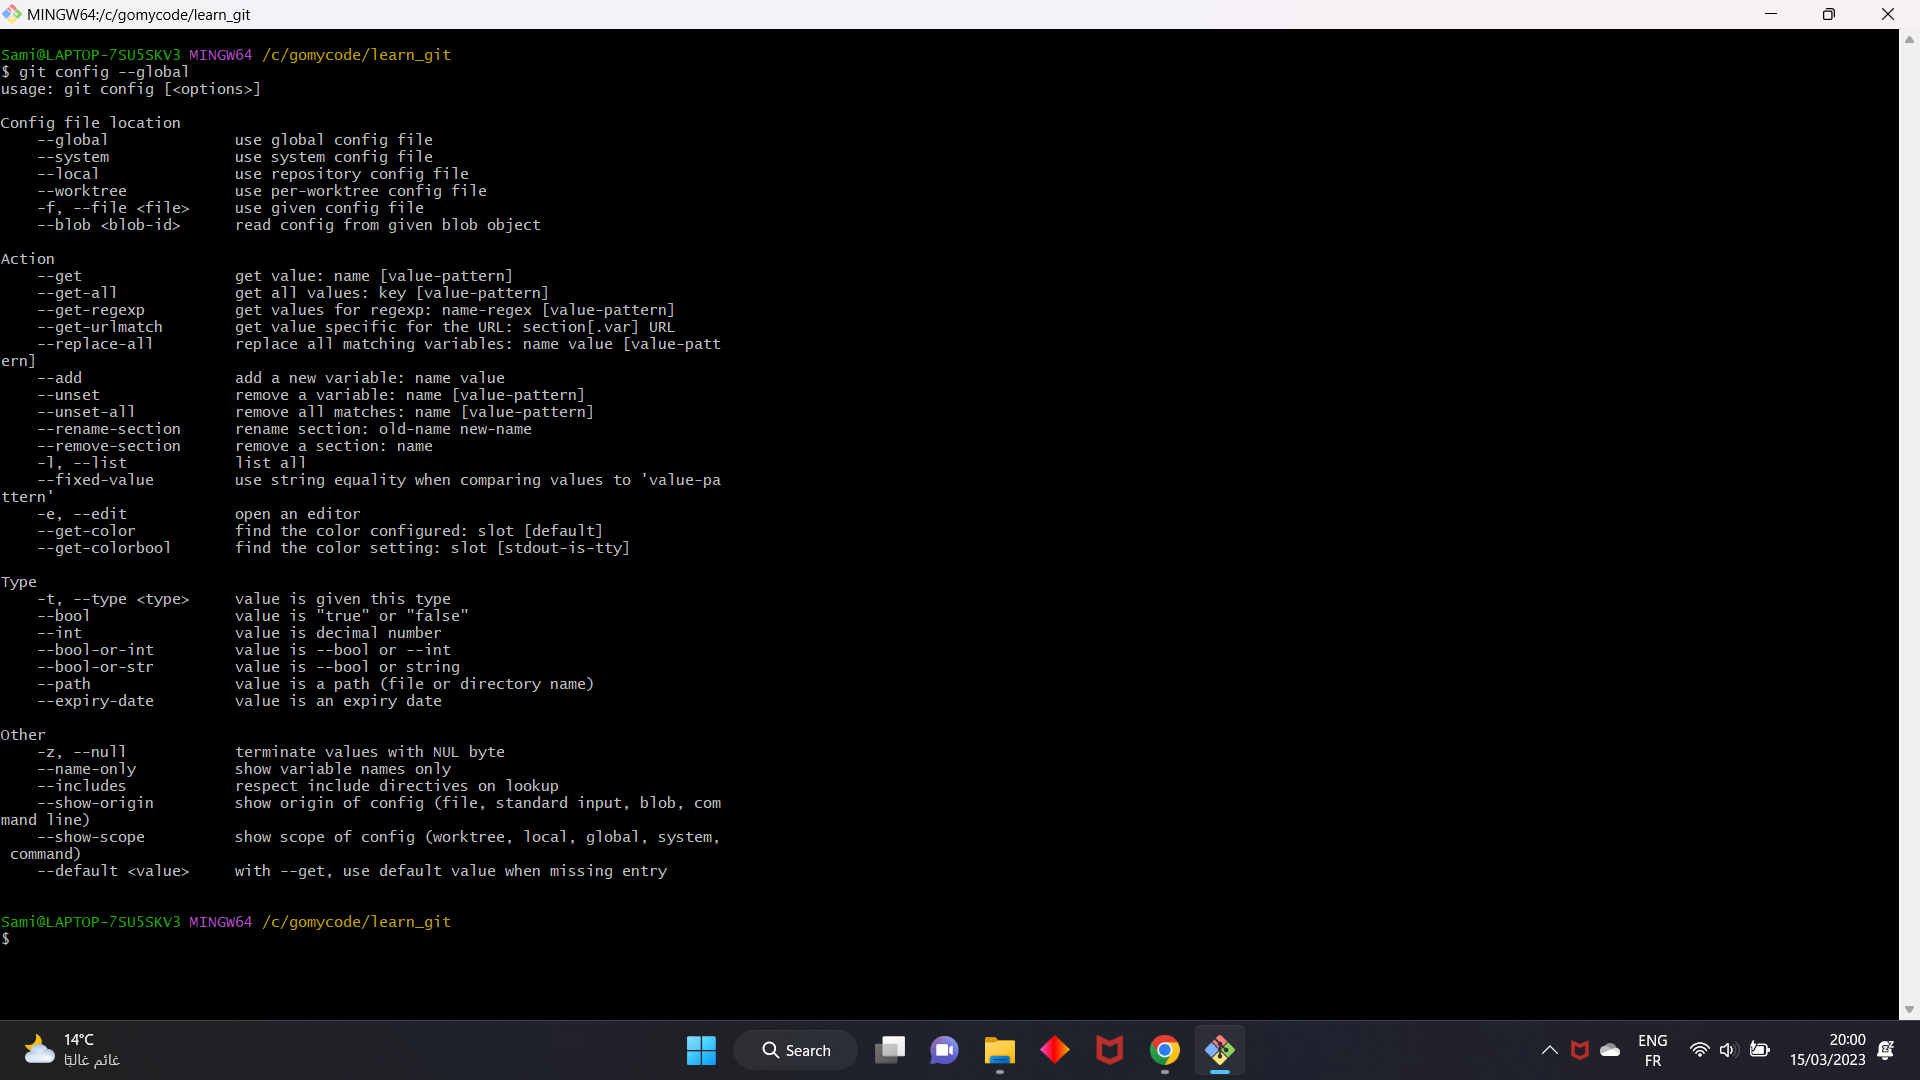 MINGW64:/c/gomycode/learn_git
Sami@LAPTOP-7SU5SKV3 MINGW64 /c/gomycode/learn_git
$ git config --global
usage: git config [<options>]
Config file location
    --global              use global config file
    --system              use system config file
    --local               use repository config file
    --worktree            use per-worktree config file
    -f, --file <file>     use given config file
    --blob <blob-id>      read config from given blob object
Action
    --get                 get value: name [value-pattern]
    --get-all             get all values: key [value-pattern]
    --get-regexp          get values for regexp: name-regex [value-pattern]
    --get-urlmatch        get value specific for the URL: section[.var] URL
    --replace-all         replace all matching variables: name value [value-patt
ern]
    --add                 add a new variable: name value
    --unset               remove a variable: name [value-pattern]
    --unset-all           remove all matches: name [value-pattern]
    --rename-section      rename section: old-name new-name
    --remove-section      remove a section: name
    -l, --list            list all
    --fixed-value         use string equality when comparing values to 'value-pa
ttern'
    -e, --edit            open an editor
    --get-color           find the color configured: slot [default]
    --get-colorbool       find the color setting: slot [stdout-is-tty]
Type
    -t, --type <type>     value is given this type
    --bool                value is "true" or "false"
    --int                 value is decimal number
    --bool-or-int         value is --bool or --int
    --bool-or-str         value is --bool or string
    --path                value is a path (file or directory name)
    --expiry-date         value is an expiry date
Other
    -z, --null            terminate values with NUL byte
    --name-only           show variable names only
    --includes            respect include directives on lookup
    --show-origin         show origin of config (file, standard input, blob, com
mand line)
    --show-scope          show scope of config (worktree, local, global, system,
 command)
    --default <value>     with --get, use default value when missing entry
Sami@LAPTOP-7SU5SKV3 MINGW64 /c/gomycode/learn_git
$
14°C
غائم غالبًا
Search
ENG
FR
20:00
15/03/2023